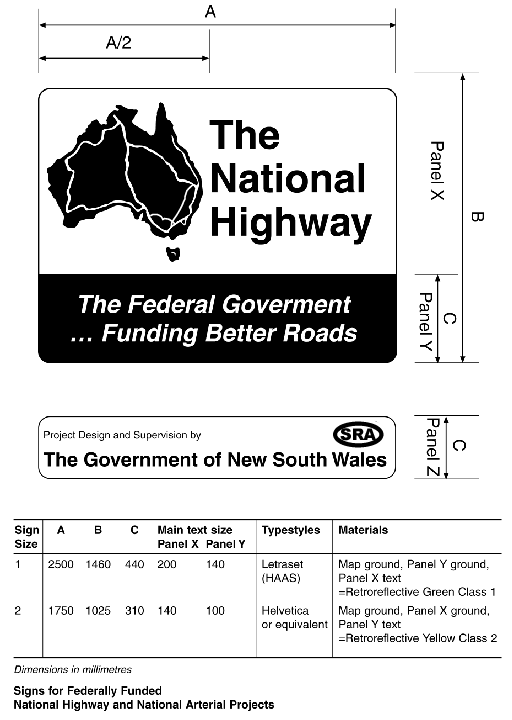 A
A/2
The
National
Highway
Panel X
B
The Federal Goverment
... Funding Better Roads
C
Panel Y
Project Design and Supervision by
SRA
The Government of New South Wales
C
Panel Z
Sign Size A B C Main text size Panel X Panel Y Typestyles Materials
1 2500 1460 440 200 140 Letraset (HAAS) Map ground, Panel Y ground,
Panel X text
=Retroreflective Green Class 1
2 1750 1025 310 140 100 Helvetica or equivalent Map ground, Panel X ground,
Panel Y text
=Retroreflective Yellow Class 2
Dimensions in millimetres
Signs for Federally Funded
National Highway and National Arterial Projects